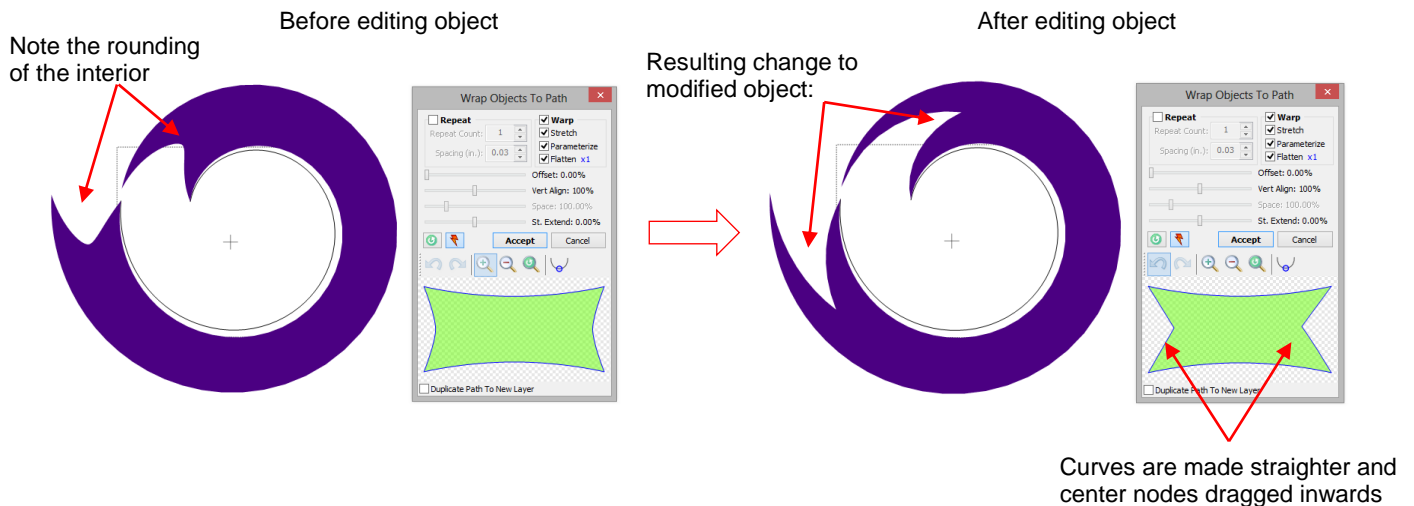 Before editing object
After editing object
Note the rounding
of the interior
Resulting change to
modified object:
Wrap Objects To Path
Repeat
Warp
Repeat Count: 1
Stretch
Parameterize
Spacing (in.): 0.03
Flatten x1
Offset: 0.00%
Vert Align: 100%
Space: 100.00%
St. Extend: 0.00%
Accept Cancel
Duplicate Path To New Layer
Wrap Objects To Path
Repeat
Warp
Repeat Count: 1
Stretch
Parameterize
Spacing (in.): 0.03
Flatten x1
Offset: 0.00%
Vert Align: 100%
Space: 100.00%
St. Extend: 0.00%
Accept Cancel
Duplicate Path To New Layer
Curves are made straighter and
center nodes dragged inwards